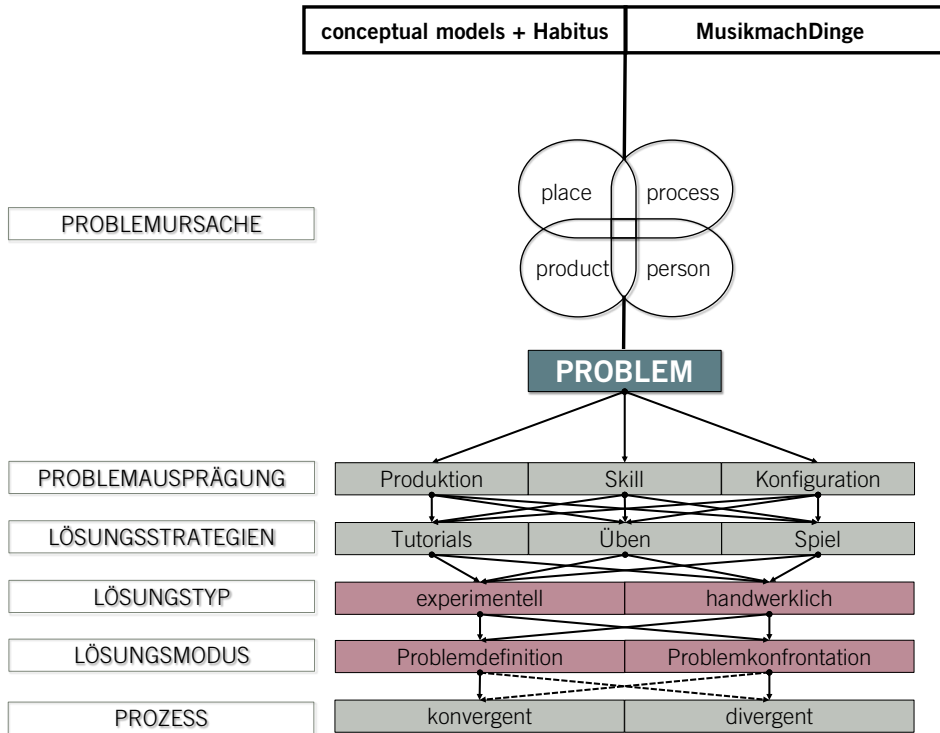 conceptual models + Habitus MusikmachDinge
place process
PROBLEMURSACHE
product person
PROBLEM
PROBLEMAUSPRÄGUNG Produktion Skill Konfiguration
LÖSUNGSSTRATEGIEN Tutorials Üben Spiel
LÖSUNGSTYP experimentell handwerklich
LÖSUNGSMODUS Problemdefinition Problemkonfrontation
PROZESS konvergent divergent